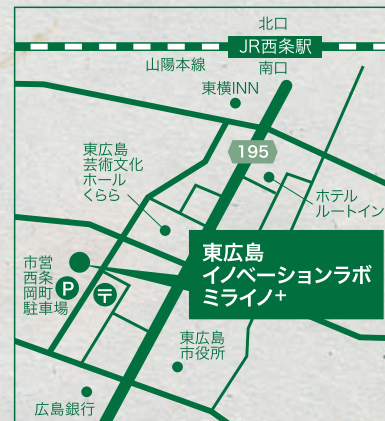 北口
JR西条駅
山陽本線
南口
東横INN
195
東広島
芸術文化
ホール
くらら
ホテル
ルートイン
東広島
イノベーションラボ
ミライノ+
市営
西条
岡町
駐車場
P
〒
東広島
市役所
広島銀行